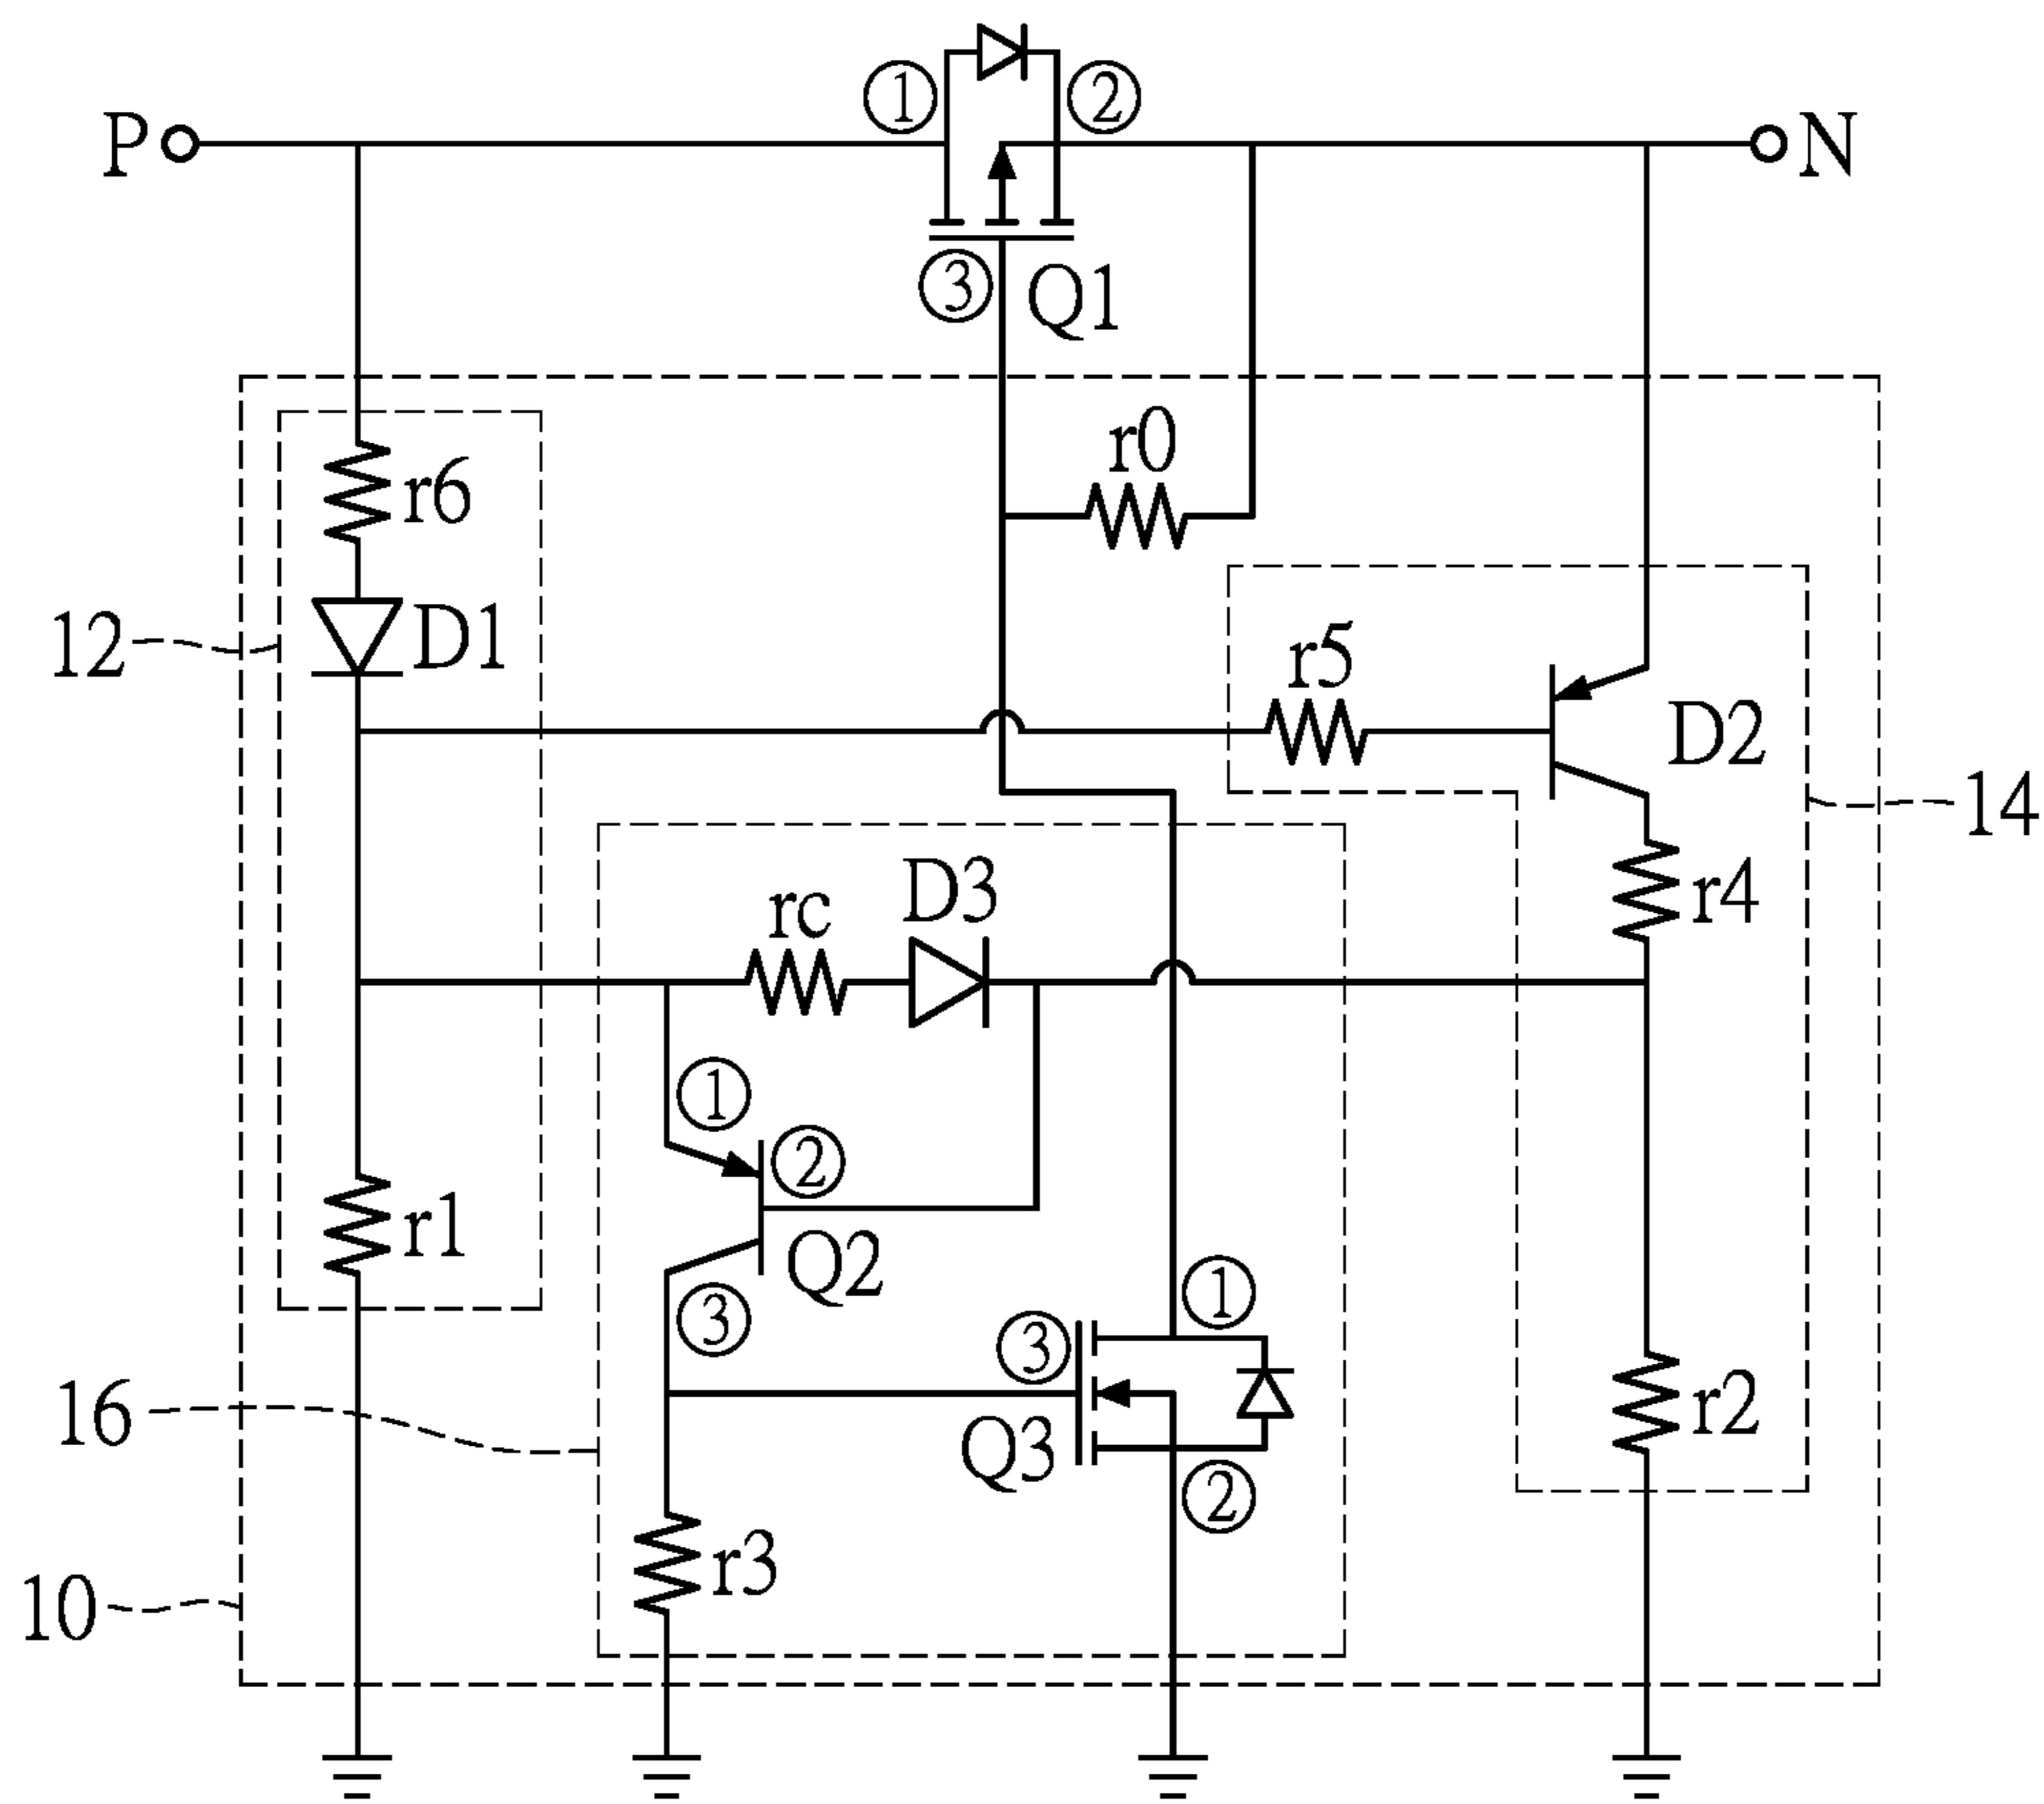 ① ②
P N
③ Q1
r0
r6
12 D1
r5
D2
14
D3
rc r4
①
②
r1 Q2
①
③ ③
16 Q3 r2
②
r3
10